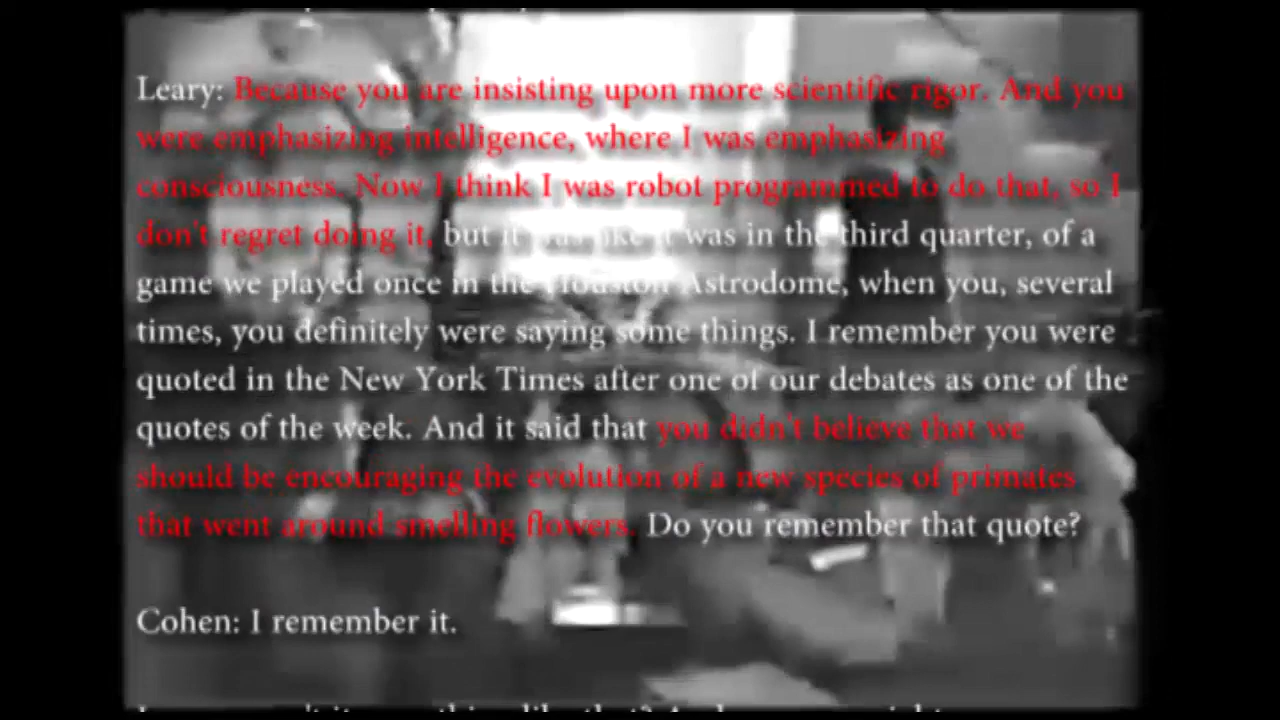 Leary: Because you are insisting upon more scientific rigor. And you
were emphasizing intelligence, where I was emphasizing
consciousness. Now I think I was robot programmed to do that, so I
don't regret doing it, but it was like it was in the third quarter, of a
game we played once in the Houston Astrodome, when you, several
times, you definitely were saying some things. I remember you were
quoted in the New York Times after one of our debates as one of the
quotes of the week. And it said that you didn't believe that we
should be encouraging the evolution of a new species of primates
that went around smelling flowers. Do you remember that quote?
Cohen: I remember it.